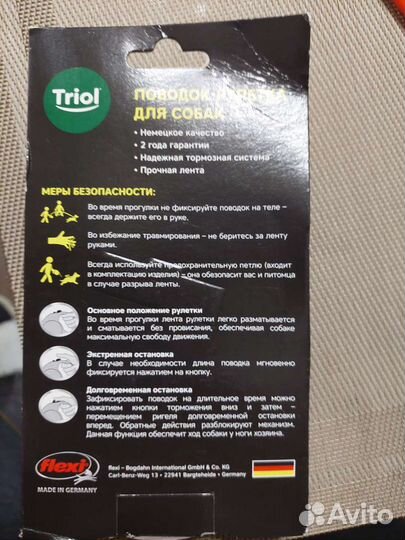 Triol
ПОВОДОК-РУЛЕТКА
ДЛЯ СОБАК
• Немецкое качество
• 2 года гарантии
• Надежная тормозная система
• Прочная лента
МЕРЫ БЕЗОПАСНОСТИ:
Во время прогулки не фиксируйте поводок на теле –
всегда держите его в руке.
Во избежание травмирования – не беритесь за ленту
руками.
Всегда используйте предохранительную петлю (входит
в комплектацию изделия) – она обезопасит вас и питомца
в случае разрыва ленты.
Основное положение рулетки
Во время прогулки лента рулетки легко разматывается
и сматывается без провисания, обеспечивая собаке
максимальную свободу движения.
Экстренная остановка
В случае необходимости длина поводка мгновенно
фиксируется нажатием на кнопку.
Долговременная остановка
Зафиксировать поводок на длительное время можно
нажатием кнопки торможения вниз и затем –
перемещением рычага долговременной остановки
вперед. Обратные действия разблокируют механизм.
Данная функция обеспечит ход собаки у ноги хозяина.
flexi
MADE IN GERMANY
flexi – Bogdahn International GmbH & Co. KG
Carl-Benz-Weg 13 • 22941 Bargteheide • Germany
Avito